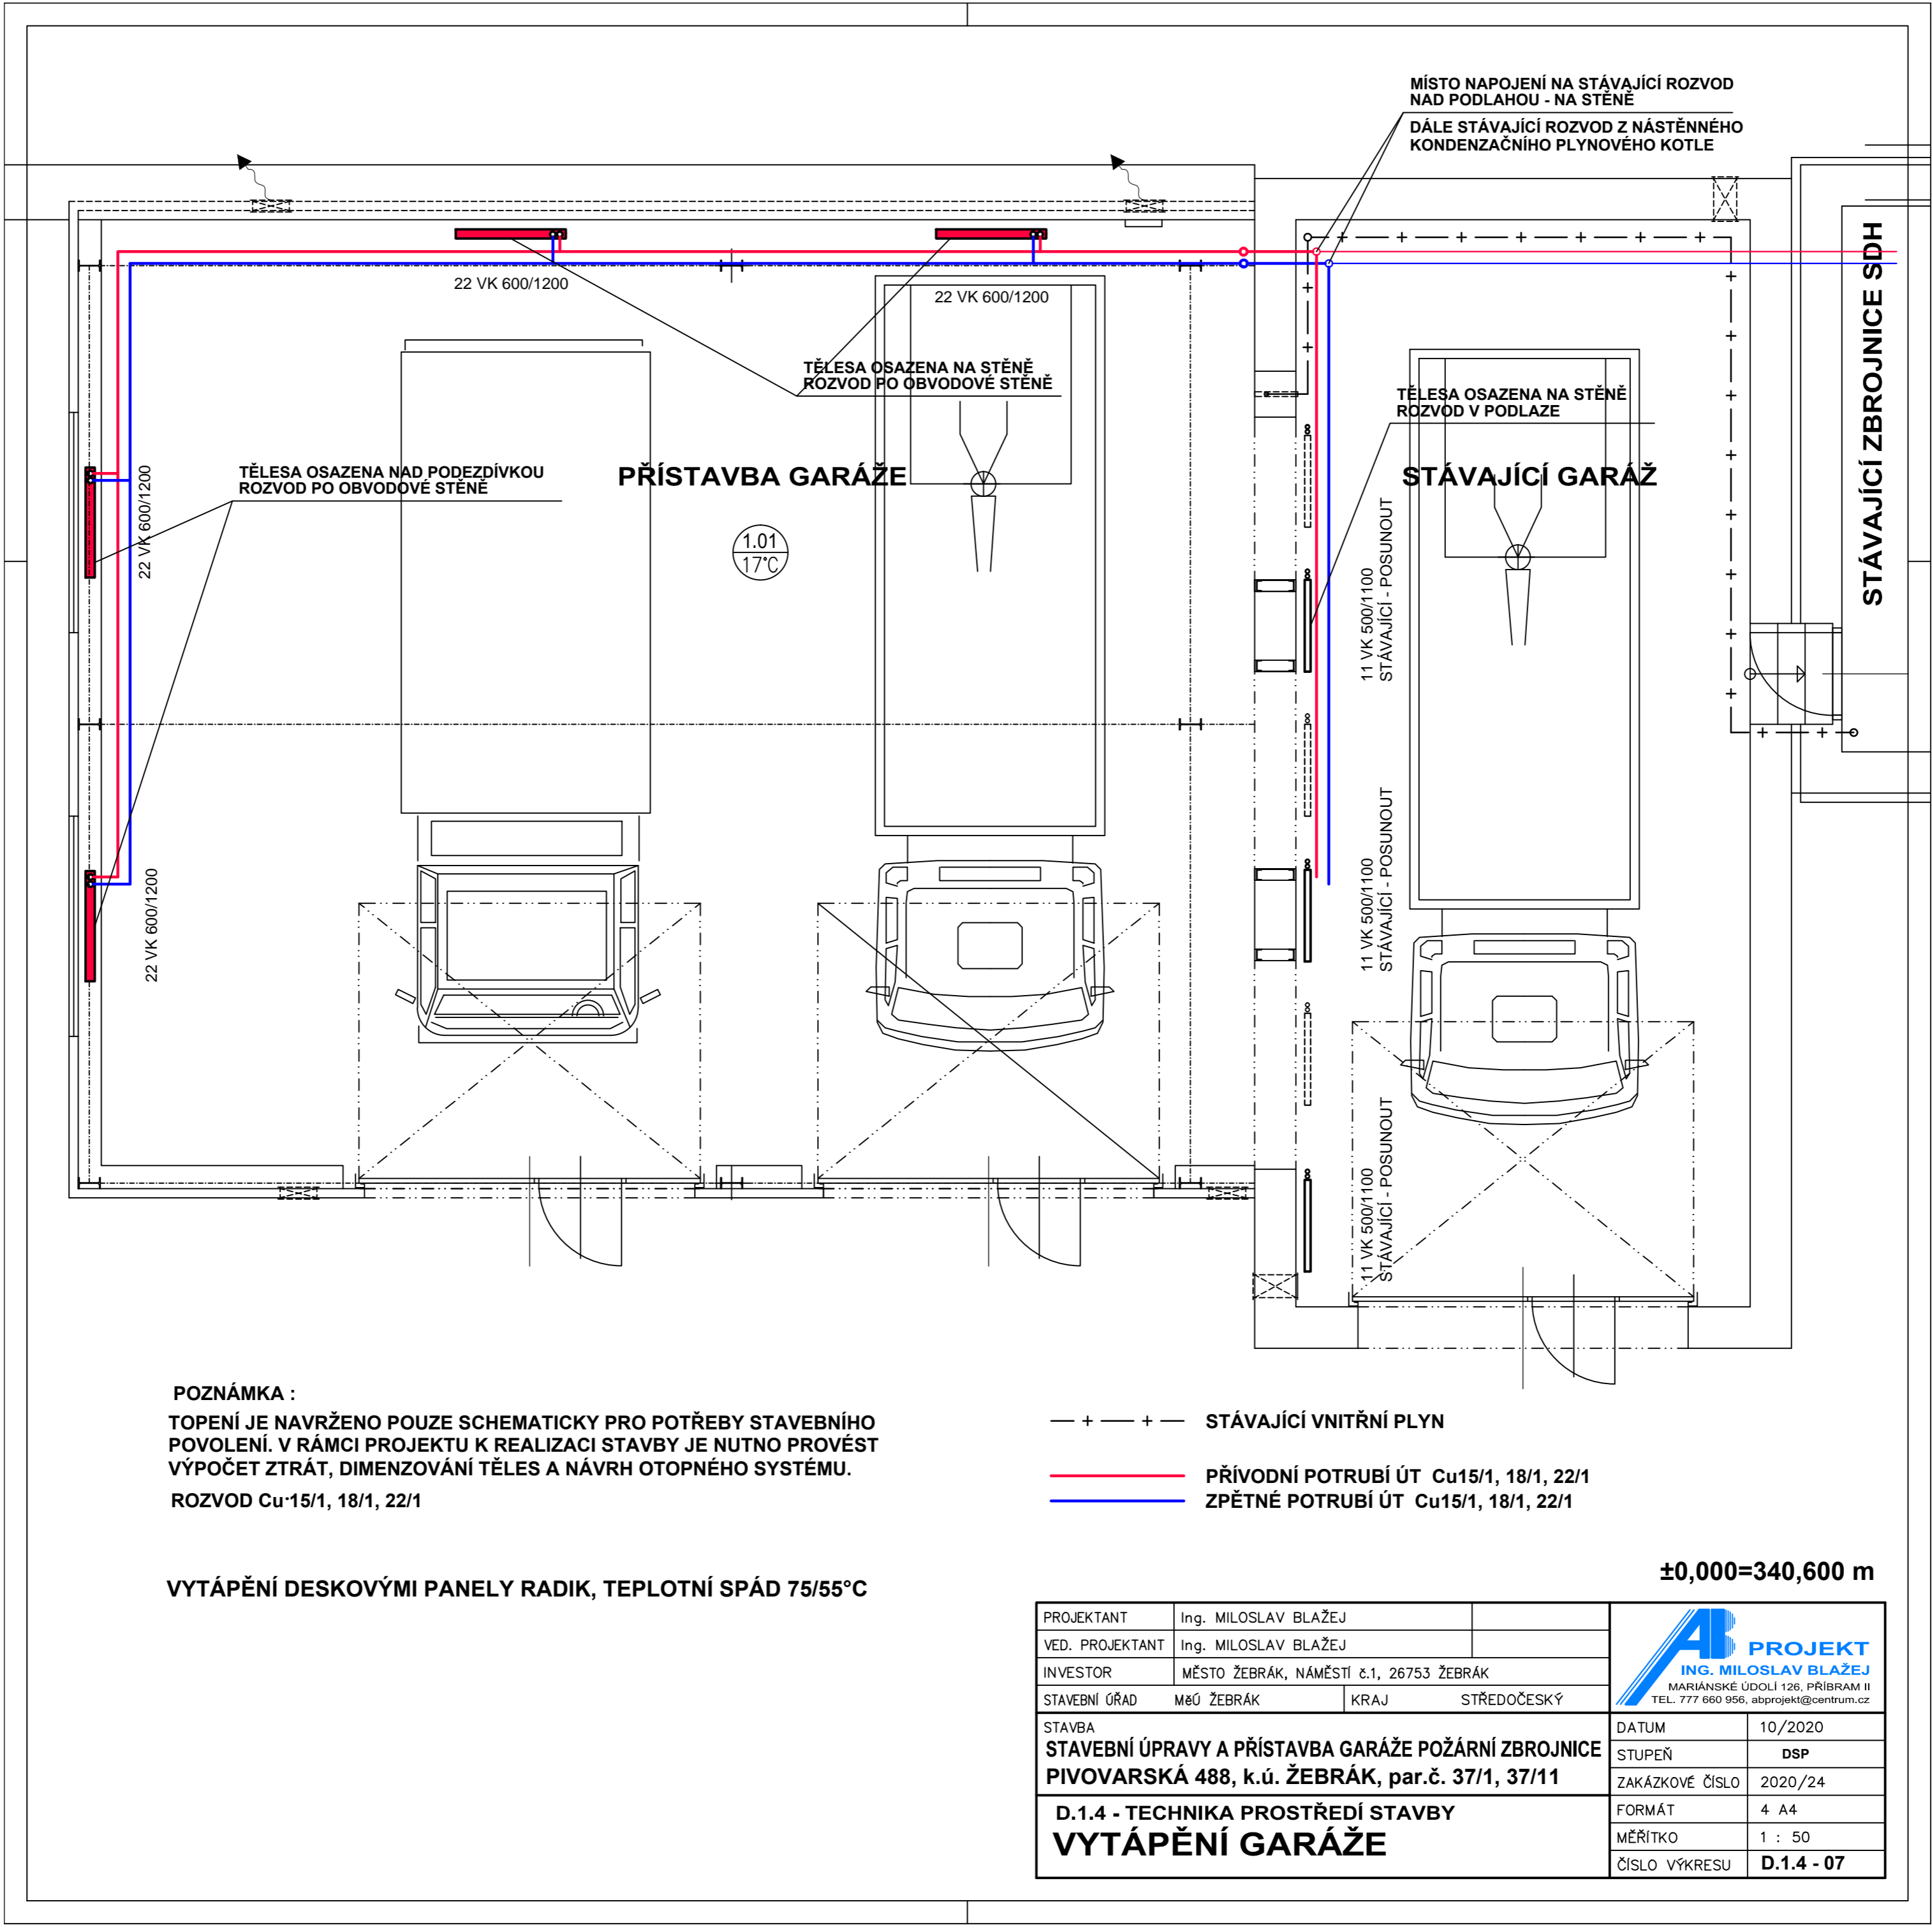 MÍSTO NAPOJENÍ NA STÁVAJÍCÍ ROZVOD
NAD PODLAHOU - NA STĚNĚ
DÁLE STÁVAJÍCÍ ROZVOD Z NÁSTĚNNÉHO
KONDENZAČNÍHO PLYNOVÉHO KOTLE
STÁVAJÍCÍ ZBROJNICE SDH
22 VK 600/1200
22 VK 600/1200
TĚLESA OSAZENA NA STĚNĚ
ROZVOD PO OBVODOVÉ STĚNĚ
TĚLESA OSAZENA NA STĚNĚ
ROZVOD V PODLAZE
TĚLESA OSAZENA NAD PODEZDÍVKOU
ROZVOD PO OBVODOVÉ STĚNĚ
PŘÍSTAVBA GARÁŽE
STÁVAJÍCÍ GARÁŽ
22 VK 600/1200
1.01
17°C
11 VK 500/1100
STÁVAJÍCÍ - POSUNOUT
22 VK 600/1200
11 VK 500/1100
STÁVAJÍCÍ - POSUNOUT
11 VK 500/1100
STÁVAJÍCÍ - POSUNOUT
POZNÁMKA :
TOPENÍ JE NAVRŽENO POUZE SCHEMATICKY PRO POTŘEBY STAVEBNÍHO
POVOLENÍ. V RÁMCI PROJEKTU K REALIZACI STAVBY JE NUTNO PROVÉST
VÝPOČET ZTRÁT, DIMENZOVÁNÍ TĚLES A NÁVRH OTOPNÉHO SYSTÉMU.
ROZVOD Cu 15/1, 18/1, 22/1
STÁVAJÍCÍ VNITŘNÍ PLYN
PŘÍVODNÍ POTRUBÍ ÚT Cu15/1, 18/1, 22/1
ZPĚTNÉ POTRUBÍ ÚT Cu15/1, 18/1, 22/1
VYTÁPĚNÍ DESKOVÝMI PANELY RADIK, TEPLOTNÍ SPÁD 75/55°C
±0,000=340,600 m
PROJEKTANT Ing. MILOSLAV BLAŽEJ
VED. PROJEKTANT Ing. MILOSLAV BLAŽEJ
INVESTOR MĚSTO ŽEBRÁK, NÁMĚSTÍ č.1, 26753 ŽEBRÁK
STAVEBNÍ ÚŘAD MěÚ ŽEBRÁK KRAJ STŘEDOČESKÝ
AB PROJEKT
ING. MILOSLAV BLAŽEJ
MARIÁNSKÉ ÚDOLÍ 126, PŘÍBRAM II
TEL. 777 660 956, abprojekt@centrum.cz
STAVBA
STAVEBNÍ ÚPRAVY A PŘÍSTAVBA GARÁŽE POŽÁRNÍ ZBROJNICE
PIVOVARSKÁ 488, k.ú. ŽEBRÁK, par.č. 37/1, 37/11
D.1.4 - TECHNIKA PROSTŘEDÍ STAVBY
VYTÁPĚNÍ GARÁŽE
DATUM 10/2020
STUPEŇ DSP
ZAKÁZKOVÉ ČÍSLO 2020/24
FORMÁT 4 A4
MĚŘÍTKO 1 : 50
ČÍSLO VÝKRESU D.1.4 - 07